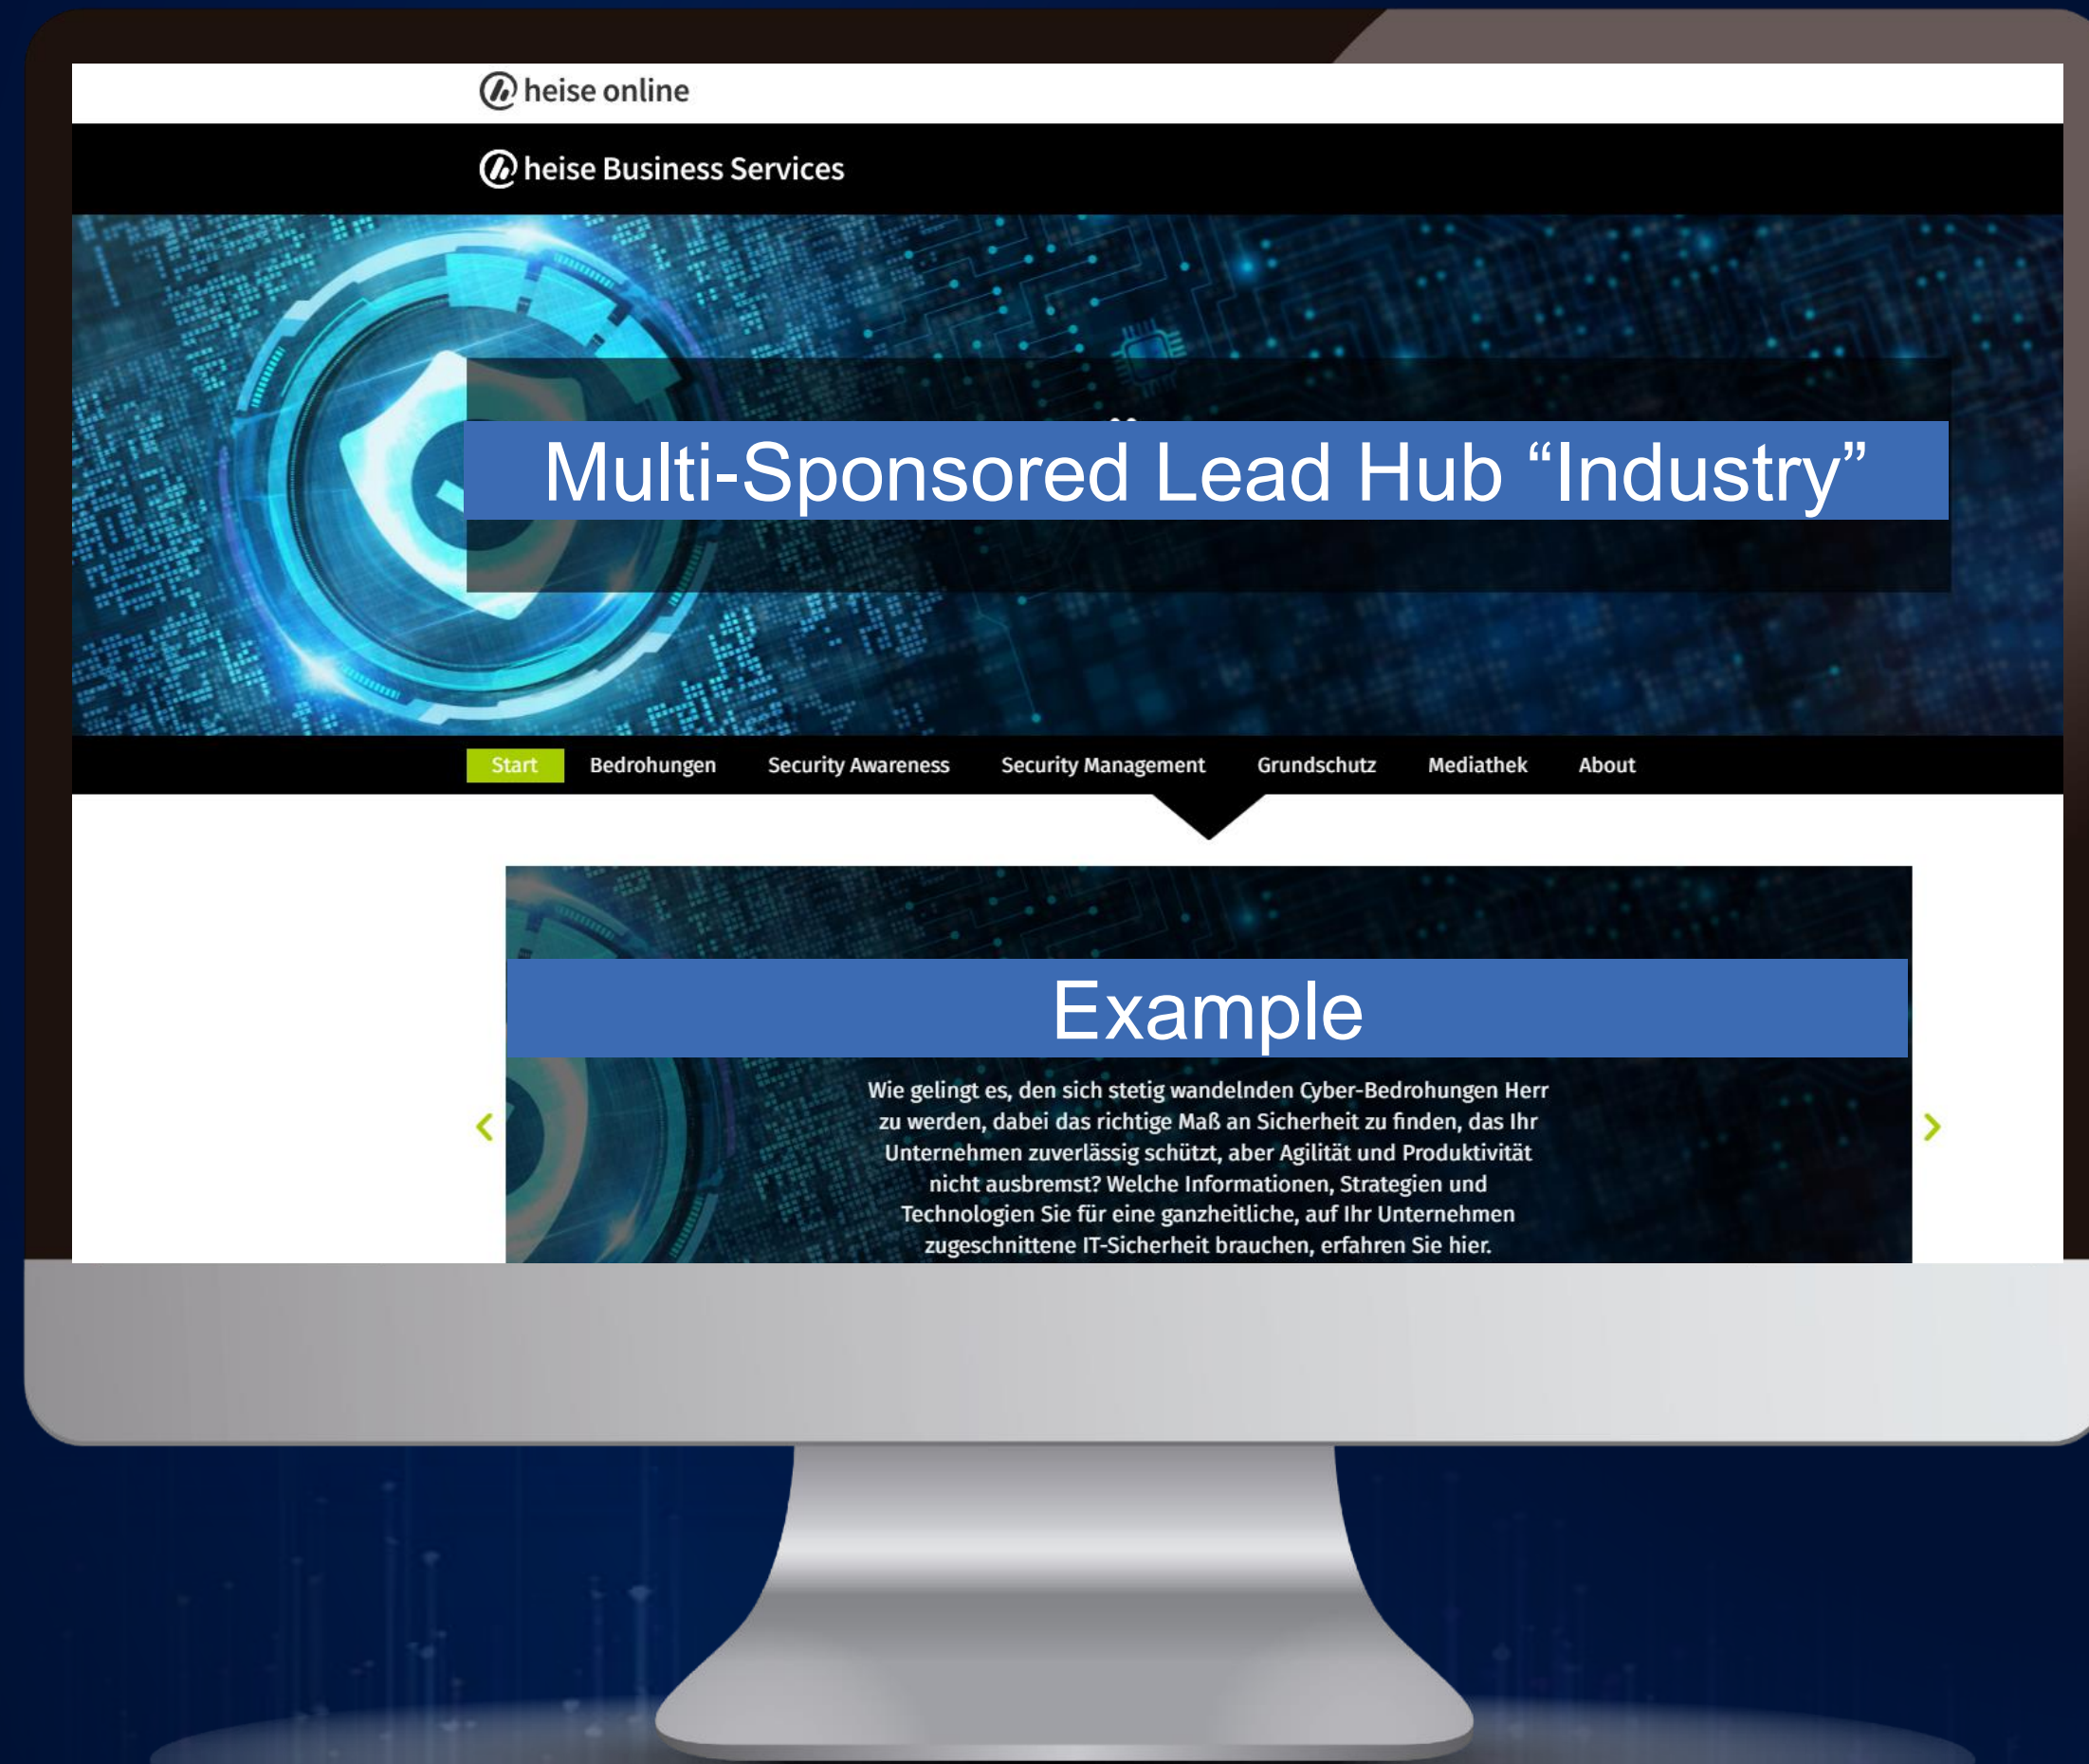 heise online
heise Business Services
Multi-Sponsored Lead Hub “Industry”
Start Bedrohungen Security Awareness Security Management Grundschutz Mediathek About
Example
Wie gelingt es, den sich stetig wandelnden Cyber-Bedrohungen Herr
zu werden, dabei das richtige Maß an Sicherheit zu finden, das Ihr
Unternehmen zuverlässig schützt, aber Agilität und Produktivität
nicht ausbremst? Welche Informationen, Strategien und
Technologien Sie für eine ganzheitliche, auf Ihr Unternehmen
zugeschnittene IT-Sicherheit brauchen, erfahren Sie hier.